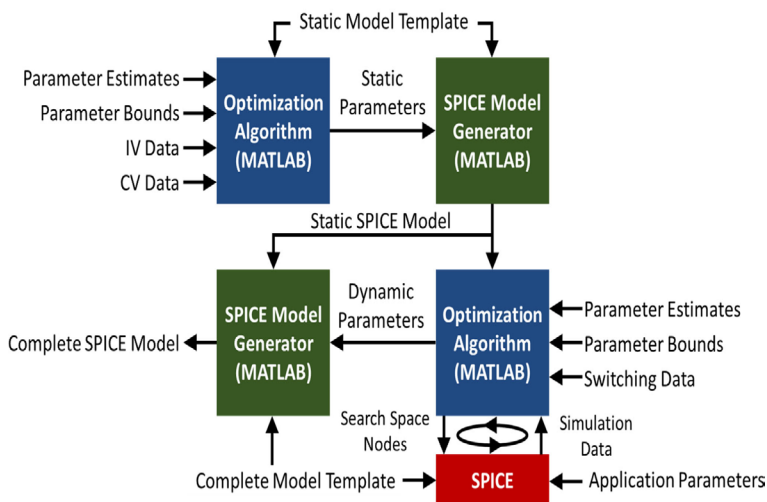 Static Model Template
Parameter Estimates
Parameter Bounds
IV Data
CV Data
Optimization
Algorithm
(MATLAB)
Static
Parameters
SPICE Model
Generator
(MATLAB)
Static SPICE Model
Complete SPICE Model
SPICE Model
Generator
(MATLAB)
Dynamic
Parameters
Optimization
Algorithm
(MATLAB)
Parameter Estimates
Parameter Bounds
Switching Data
Search Space
Nodes
Simulation
Data
Complete Model Template
SPICE
Application Parameters